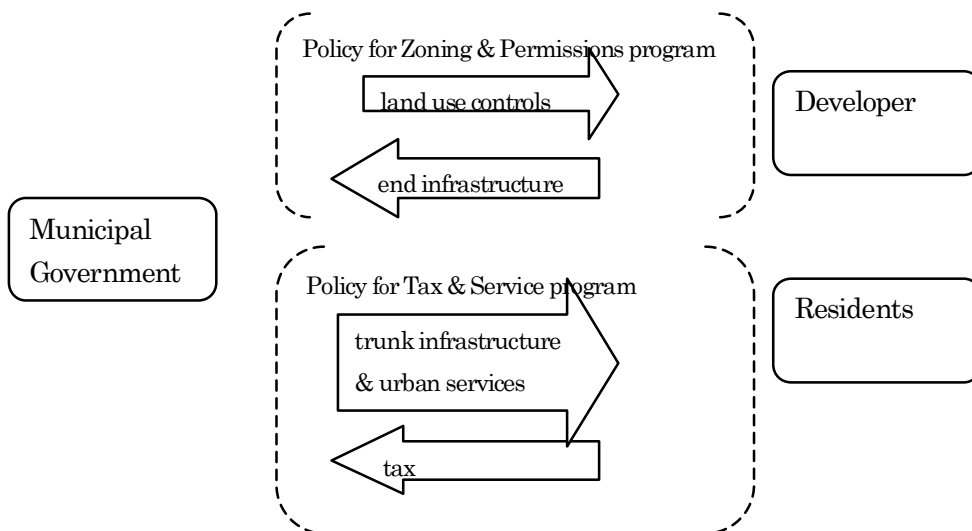 Policy for Zoning & Permissions program
land use controls
end infrastructure
Developer
Municipal
Government
Policy for Tax & Service program
trunk infrastructure
& urban services
tax
Residents